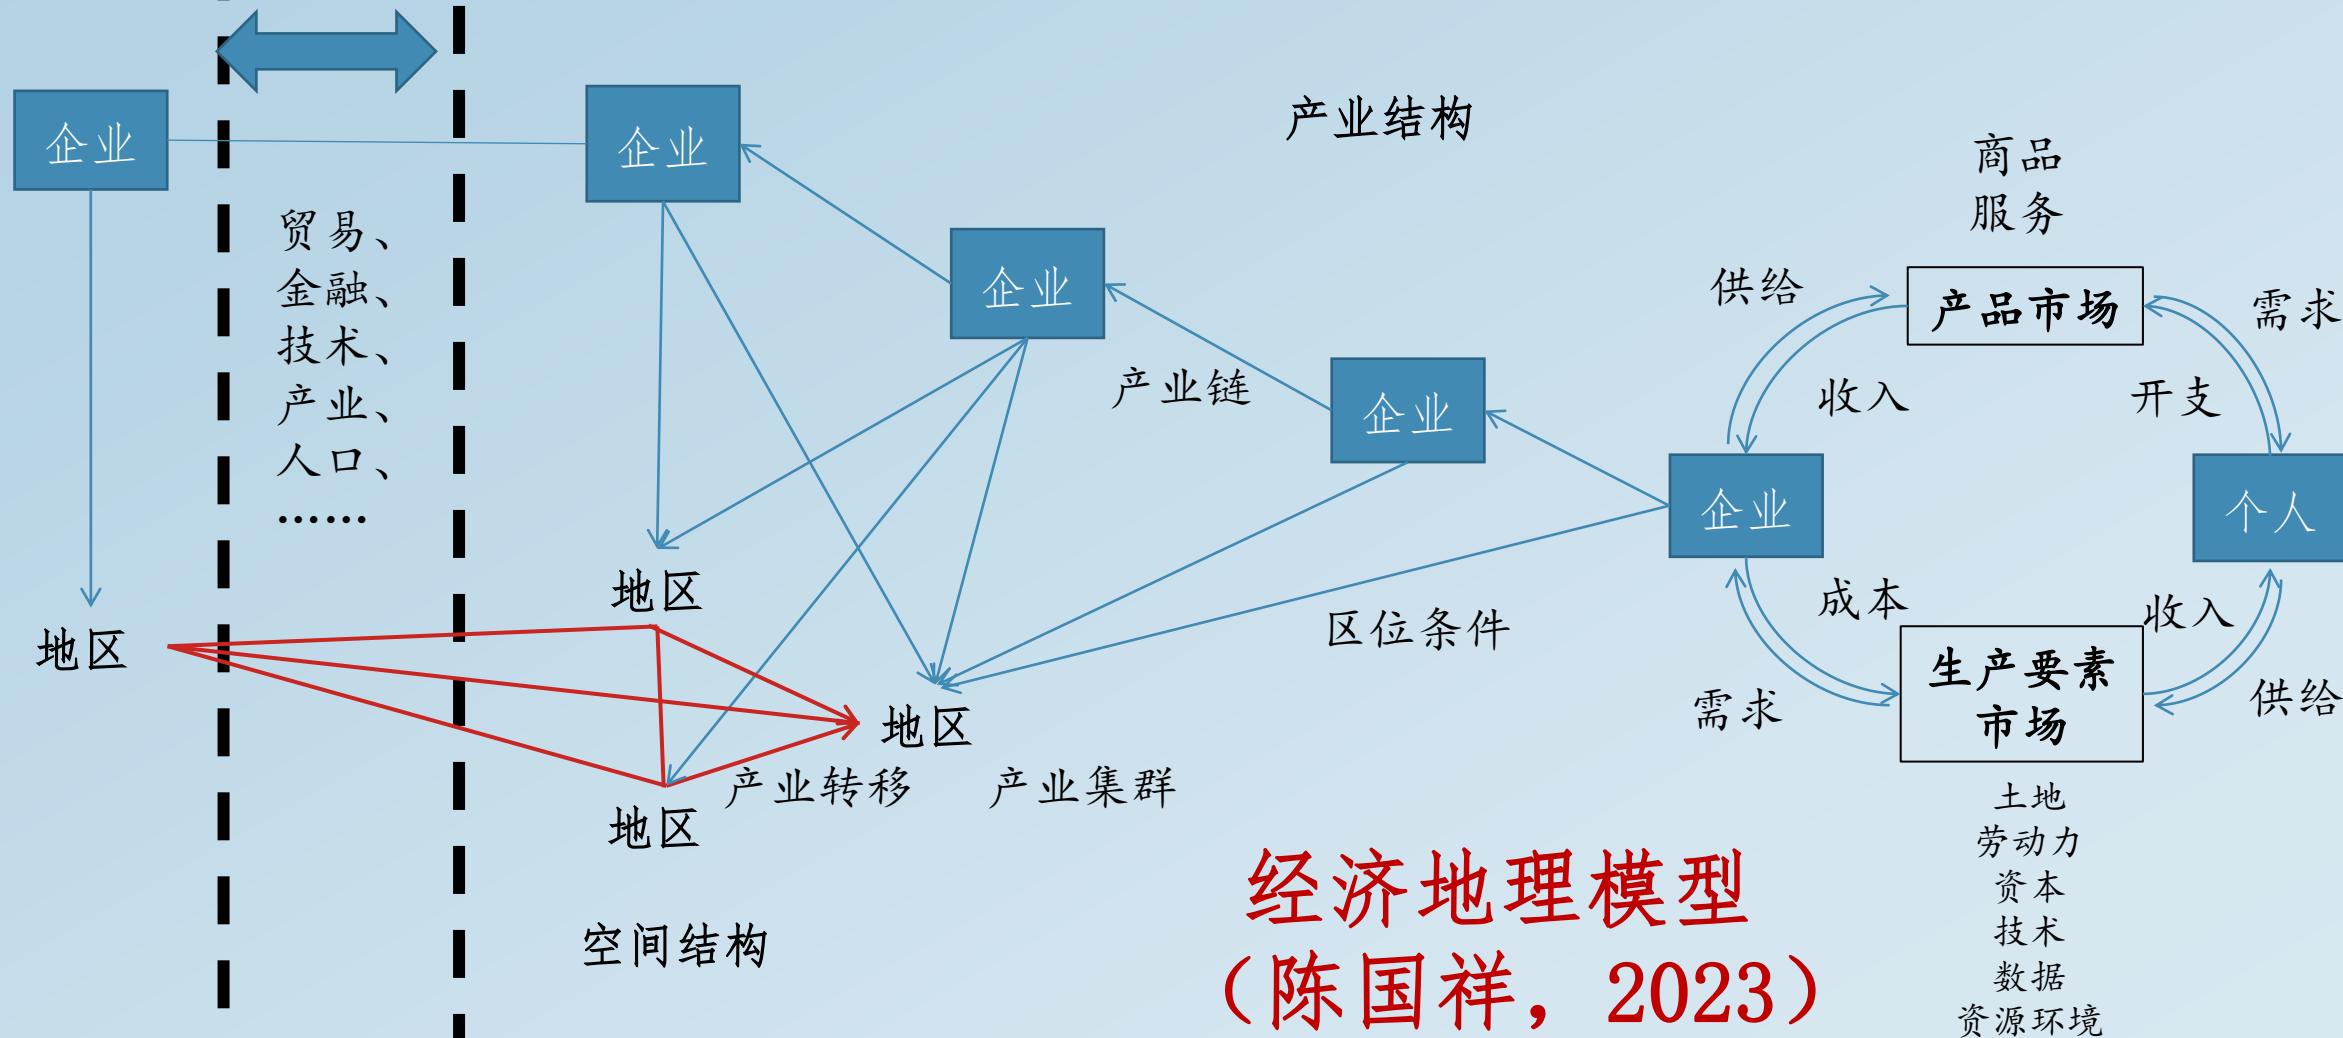 企业
企业
产业结构
商品
服务
贸易、
金融、
技术、
产业、
人口、
……
企业
供给
产品市场
需求
产业链
企业
收入
开支
企业
个人
地区
地区
区位条件
成本
收入
生产要素
市场
需求
供给
地区
产业转移
产业集群
地区
土地
劳动力
资本
技术
数据
资源环境
空间结构
经济地理模型
（陈国祥，2023）